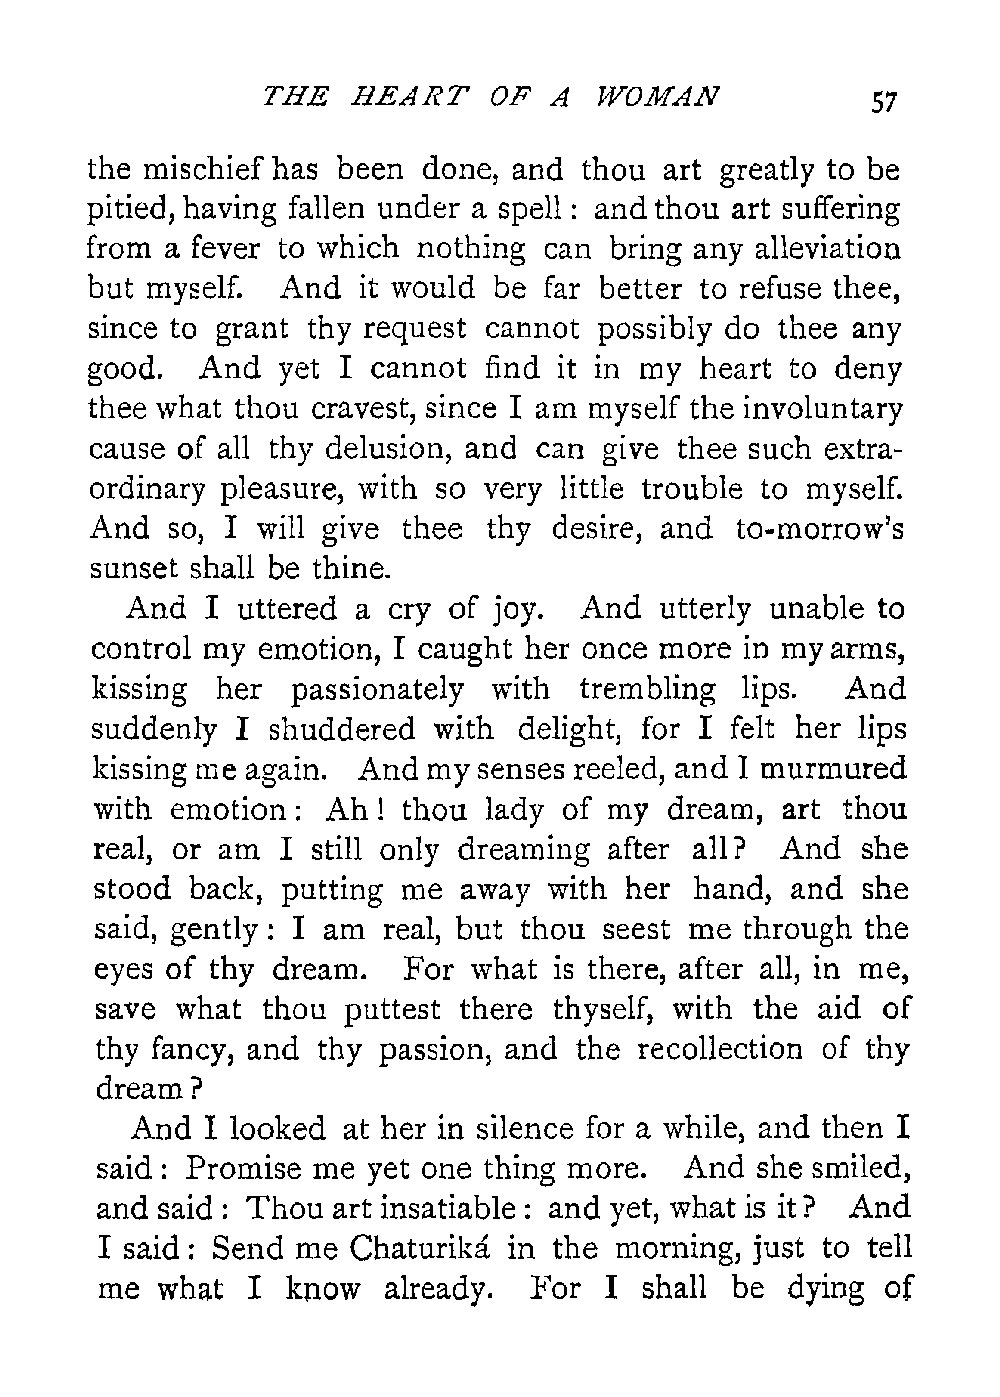 THE HEART OF A WOMAN 57
the mischief has been done, and thou art greatly to be
pitied, having fallen under a spell : and thou art suffering
from a fever to which nothing can bring any alleviation
but myself. And it would be far better to refuse thee,
since to grant thy request cannot possibly do thee any
good. And yet I cannot find it in my heart to deny
thee what thou cravest, since I am myself the involuntary
cause of all thy delusion, and can give thee such extra-
ordinary pleasure, with so very little trouble to myself.
And so, I will give thee thy desire, and to-morrow's
sunset shall be thine.
And I uttered a cry of joy. And utterly unable to
control my emotion, I caught her once more in my arms,
kissing her passionately with trembling lips. And
suddenly I shuddered with delight, for I felt her lips
kissing me again. And my senses reeled, and I murmured
with emotion : Ah ! thou lady of my dream, art thou
real, or am I still only dreaming after all? And she
stood back, putting me away with her hand, and she
said, gently : I am real, but thou seest me through the
eyes of thy dream. For what is there, after all, in me,
save what thou puttest there thyself, with the aid of
thy fancy, and thy passion, and the recollection of thy
dream ?
And I looked at her in silence for a while, and then I
said : Promise me yet one thing more. And she smiled,
and said : Thou art insatiable : and yet, what is it ? And
I said : Send me Chaturiká in the morning, just to tell
me what I know already. For I shall be dying of